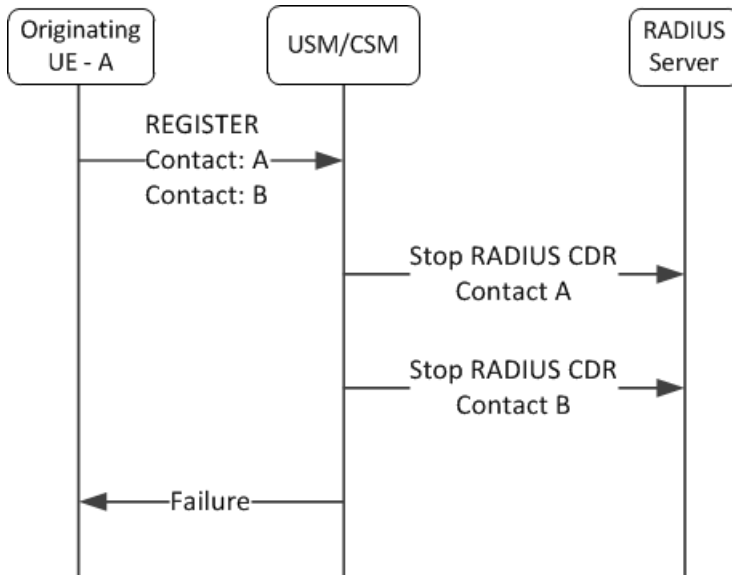 Originating
UE - A
USM/CSM
RADIUS
Server
REGISTER
Contact: A
Contact: B
Stop RADIUS CDR
Contact A
Stop RADIUS CDR
Contact B
Failure